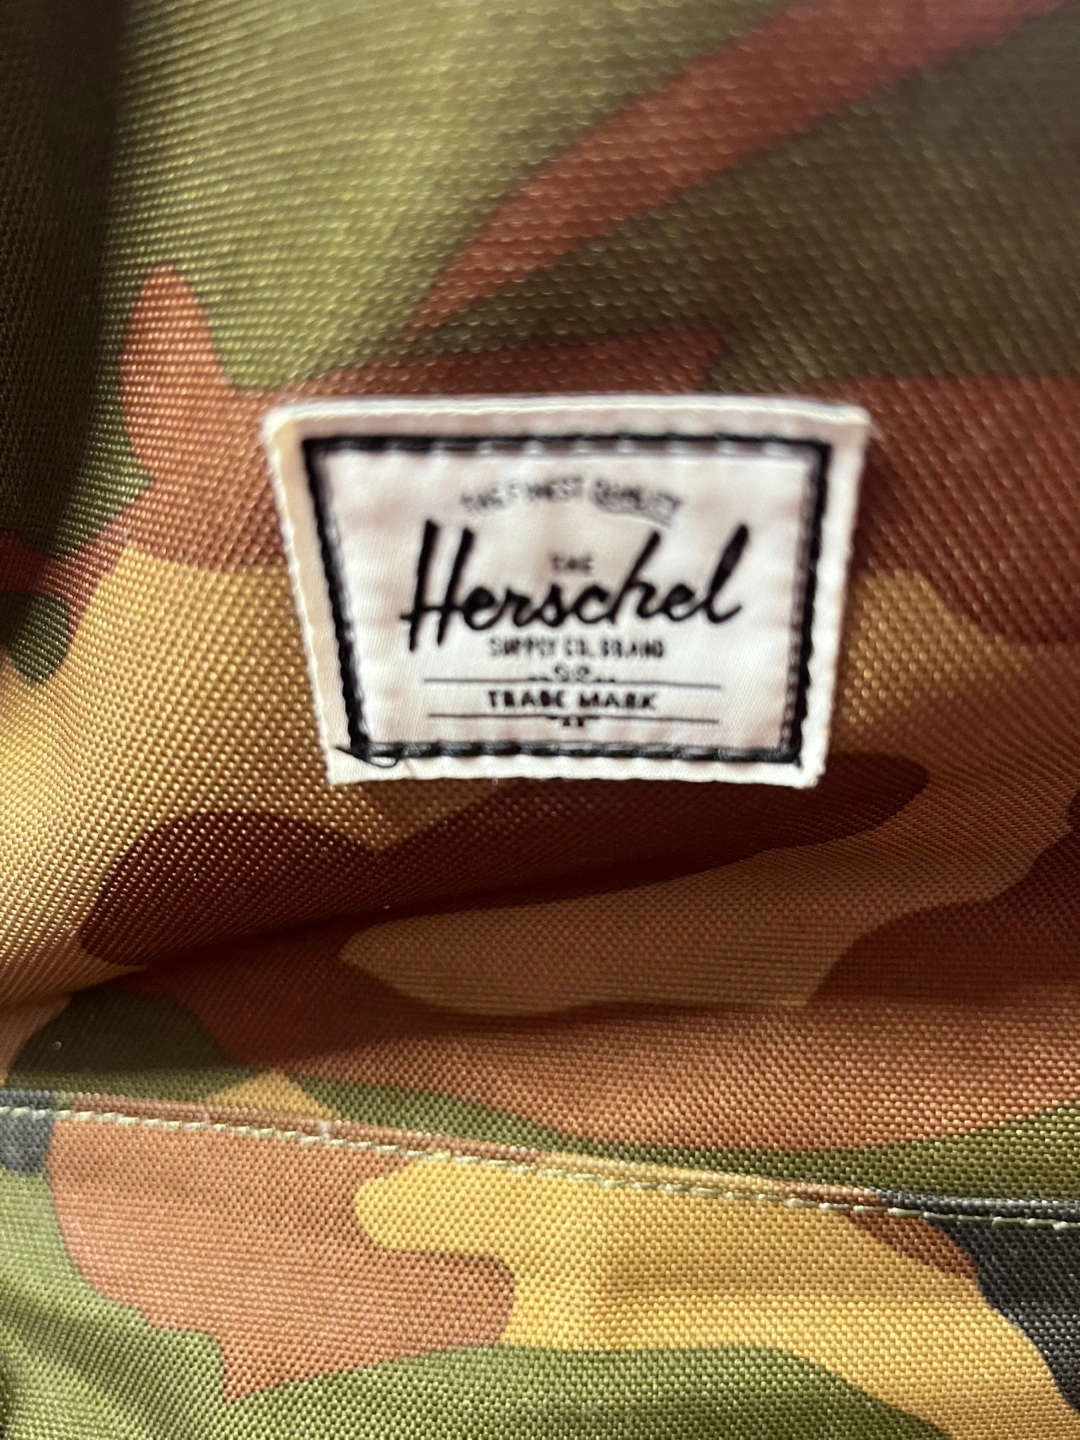 THE FINEST QUALITY
THE
Herschel
SUPPLY CO. BRAND
TRADE MARK